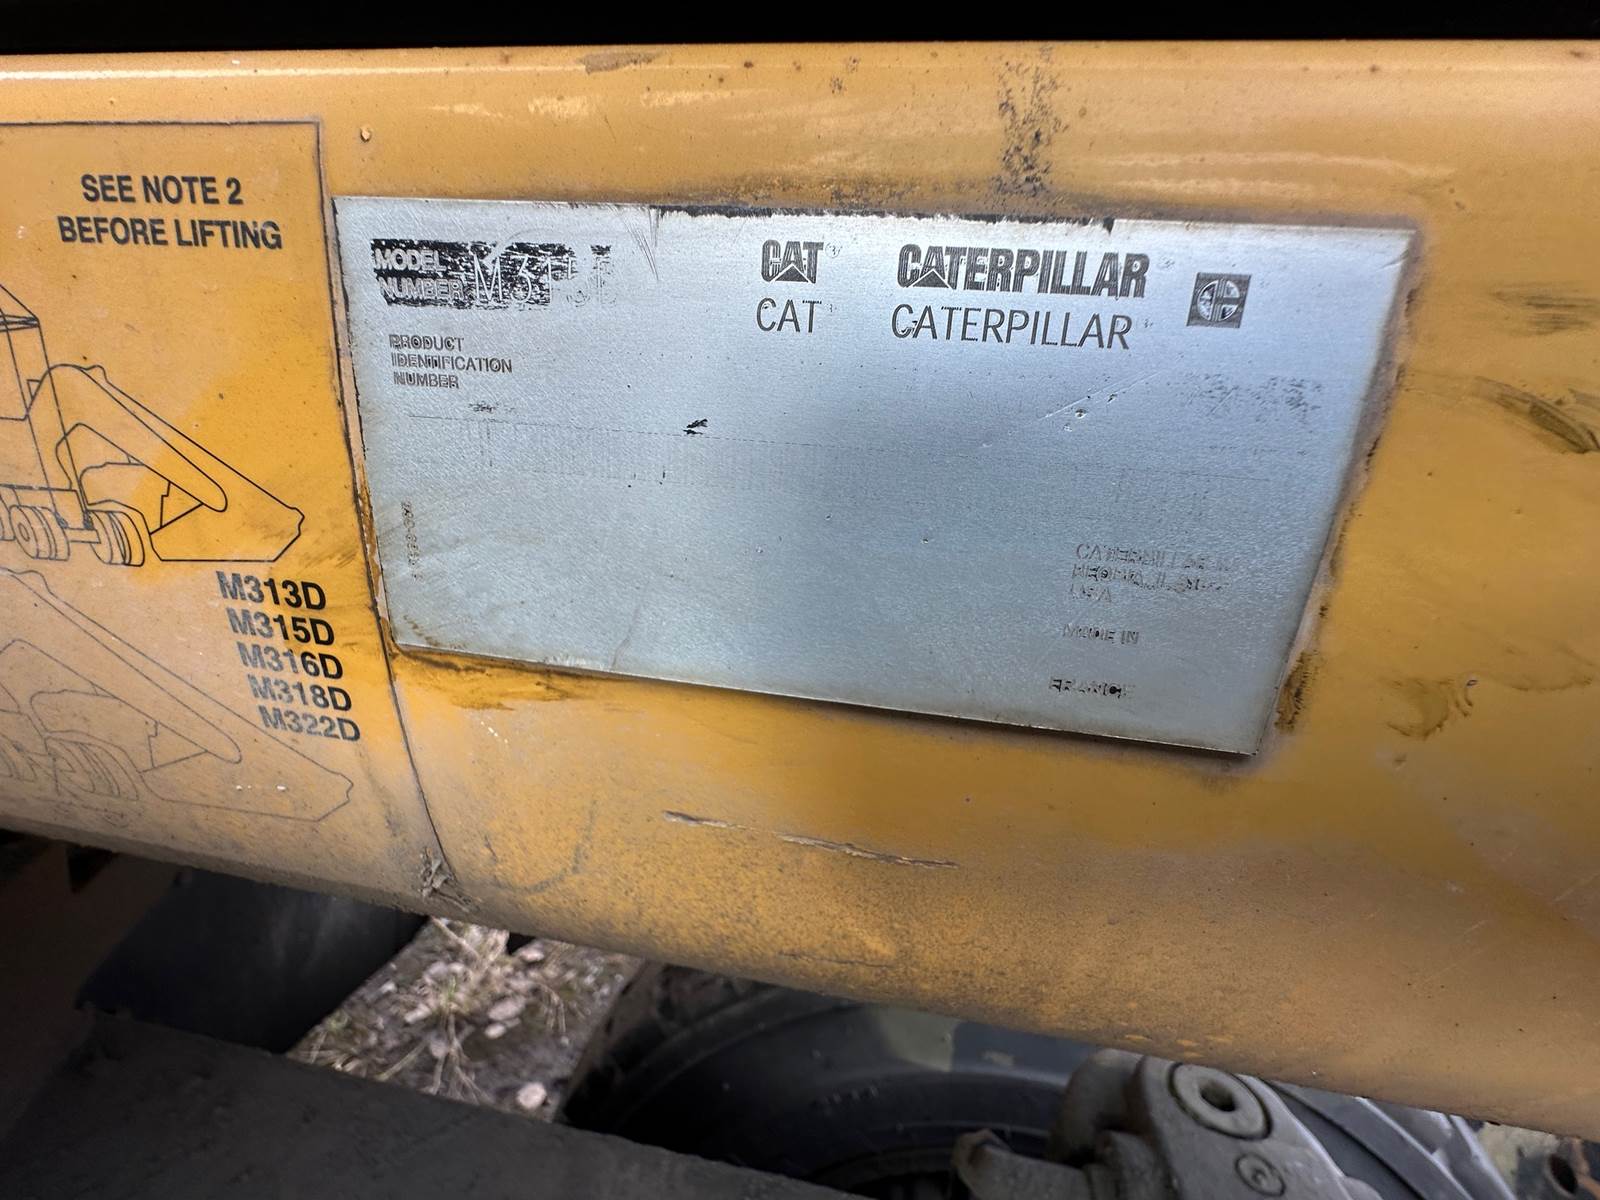 SEE NOTE 2
BEFORE LIFTING
M313D
M315D
M316D
M318D
M322D
MODEL
NUMBER
CAT
CAT
CATERPILLAR
CATERPILLAR
PRODUCT
IDENTIFICATION
NUMBER
USA
MADE IN
FRANCE